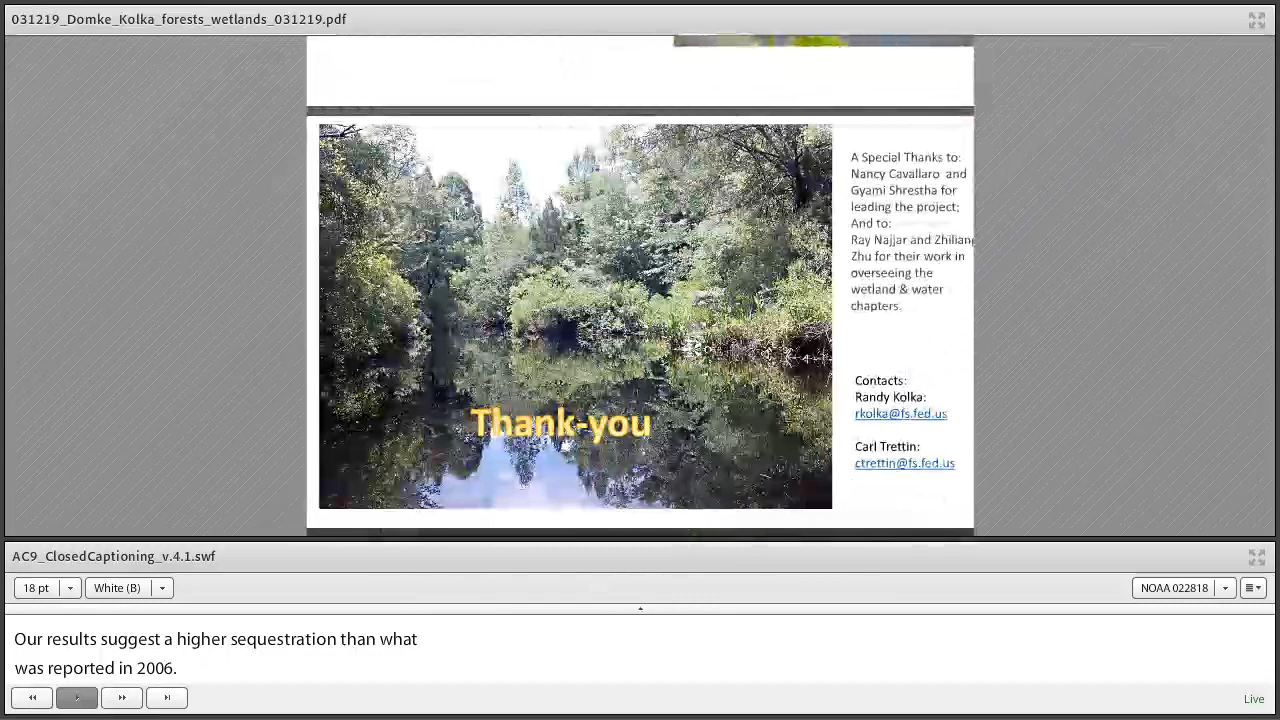 031219_Domke_Kolka_forests_wetlands_031219.pdf
A Special Thanks to:
Nancy Cavallaro and
Gyami Shrestha for
leading the project;
And to:
Ray Najjar and Zhiliang
Zhu for their work in
overseeing the
wetland & water
chapters.
Contacts:
Randy Kolka:
rkolka@fs.fed.us
Carl Trettin:
ctrettin@fs.fed.us
Thank-you
AC9_ClosedCaptioning_v.4.1.swf
18 pt
White (B)
NOAA 022818
Our results suggest a higher sequestration than what
was reported in 2006.
Live